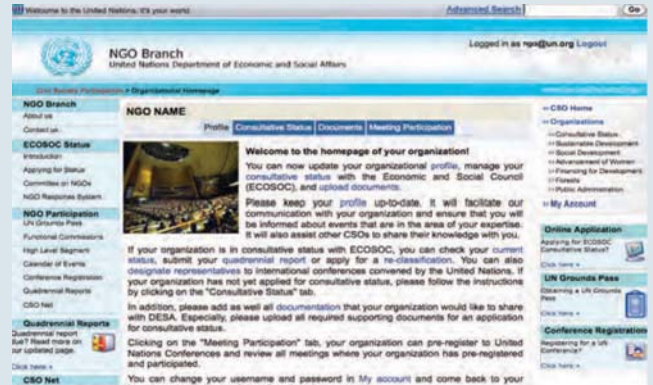 Welcome to the United Nations. It's your world.
Advanced Search
Go
NGO Branch
United Nations Department of Economic and Social Affairs
Logged in as ngo@un.org Logout
Civil Society Participation > Organizational Homepage
NGO Branch
About us
Contact us
ECOSOC Status
Introduction
Applying for Status
Committee on NGOs
NGO Response System
NGO Participation
UN Grounds Pass
Functional Commissions
High Level Segment
Calendar of Events
Conference Registration
Quadrennial Reports
CSO Net
Quadrennial Reports
Quadrennial report
due? Read more on
our updated page.
Click here »
CSO Net
NGO NAME
Profile Consultative Status Documents Meeting Participation
Welcome to the homepage of your organization!
You can now update your organizational profile, manage your
consultative status with the Economic and Social Council
(ECOSOC), and upload documents.
Please keep your profile up-to-date. It will facilitate our
communication with your organization and ensure that you will
be informed about events that are in the area of your expertise.
It will also assist other CSOs to share their knowledge with you.
If your organization is in consultative status with ECOSOC, you can check your current
status, submit your quadrennial report or apply for a re-classification. You can also
designate representatives to international conferences convened by the United Nations. If
your organization has not yet applied for consultative status, please follow the instructions
by clicking on the "Consultative Status" tab.
In addition, please add as well all documentation that your organization would like to share
with DESA. Especially, please upload all required supporting documents for an application
for consultative status.
Clicking on the "Meeting Participation" tab, your organization can pre-register to United
Nations Conferences and review all meetings where your organization has pre-registered
and participated.
You can change your username and password in My account and come back to your
CSO Home
Organizations
Consultative Status
Sustainable Development
Social Development
Advancement of Women
Financing for Development
Forests
Public Administration
My Account
Online Application
Applying for ECOSOC
Consultative Status?
Click here »
UN Grounds Pass
Obtaining a UN Grounds
Pass
Click here »
Conference Registration
Registering for a UN
Conference?
Click here »